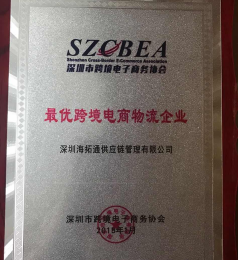 SZCBEA
Shenzhen Cross-Border E-Commerce Association
深圳市跨境电子商务协会
最优跨境电商物流企业
深圳海拓通供应链管理有限公司
深圳市跨境电子商务协会